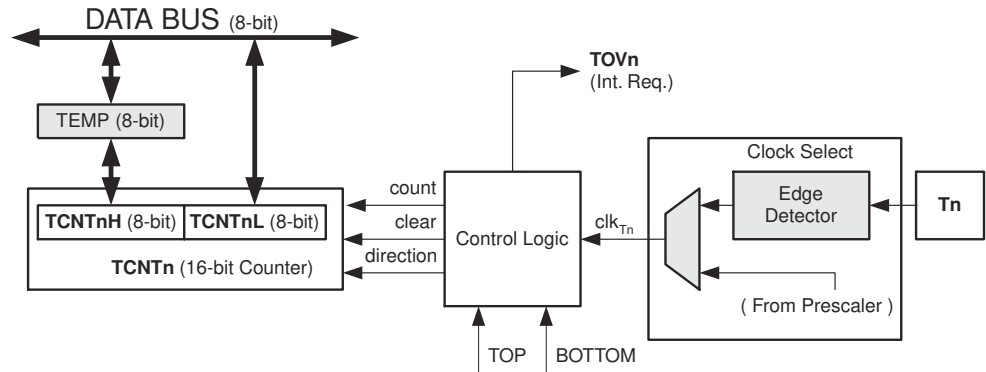 DATA BUS (8-bit)
TOVn
(Int. Req.)
TEMP (8-bit)
Clock Select
Edge
Detector
Tn
count
TCNTnH (8-bit) TCNTnL (8-bit)
clear
Control Logic
clkTn
TCNTn (16-bit Counter)
direction
( From Prescaler )
TOP
BOTTOM